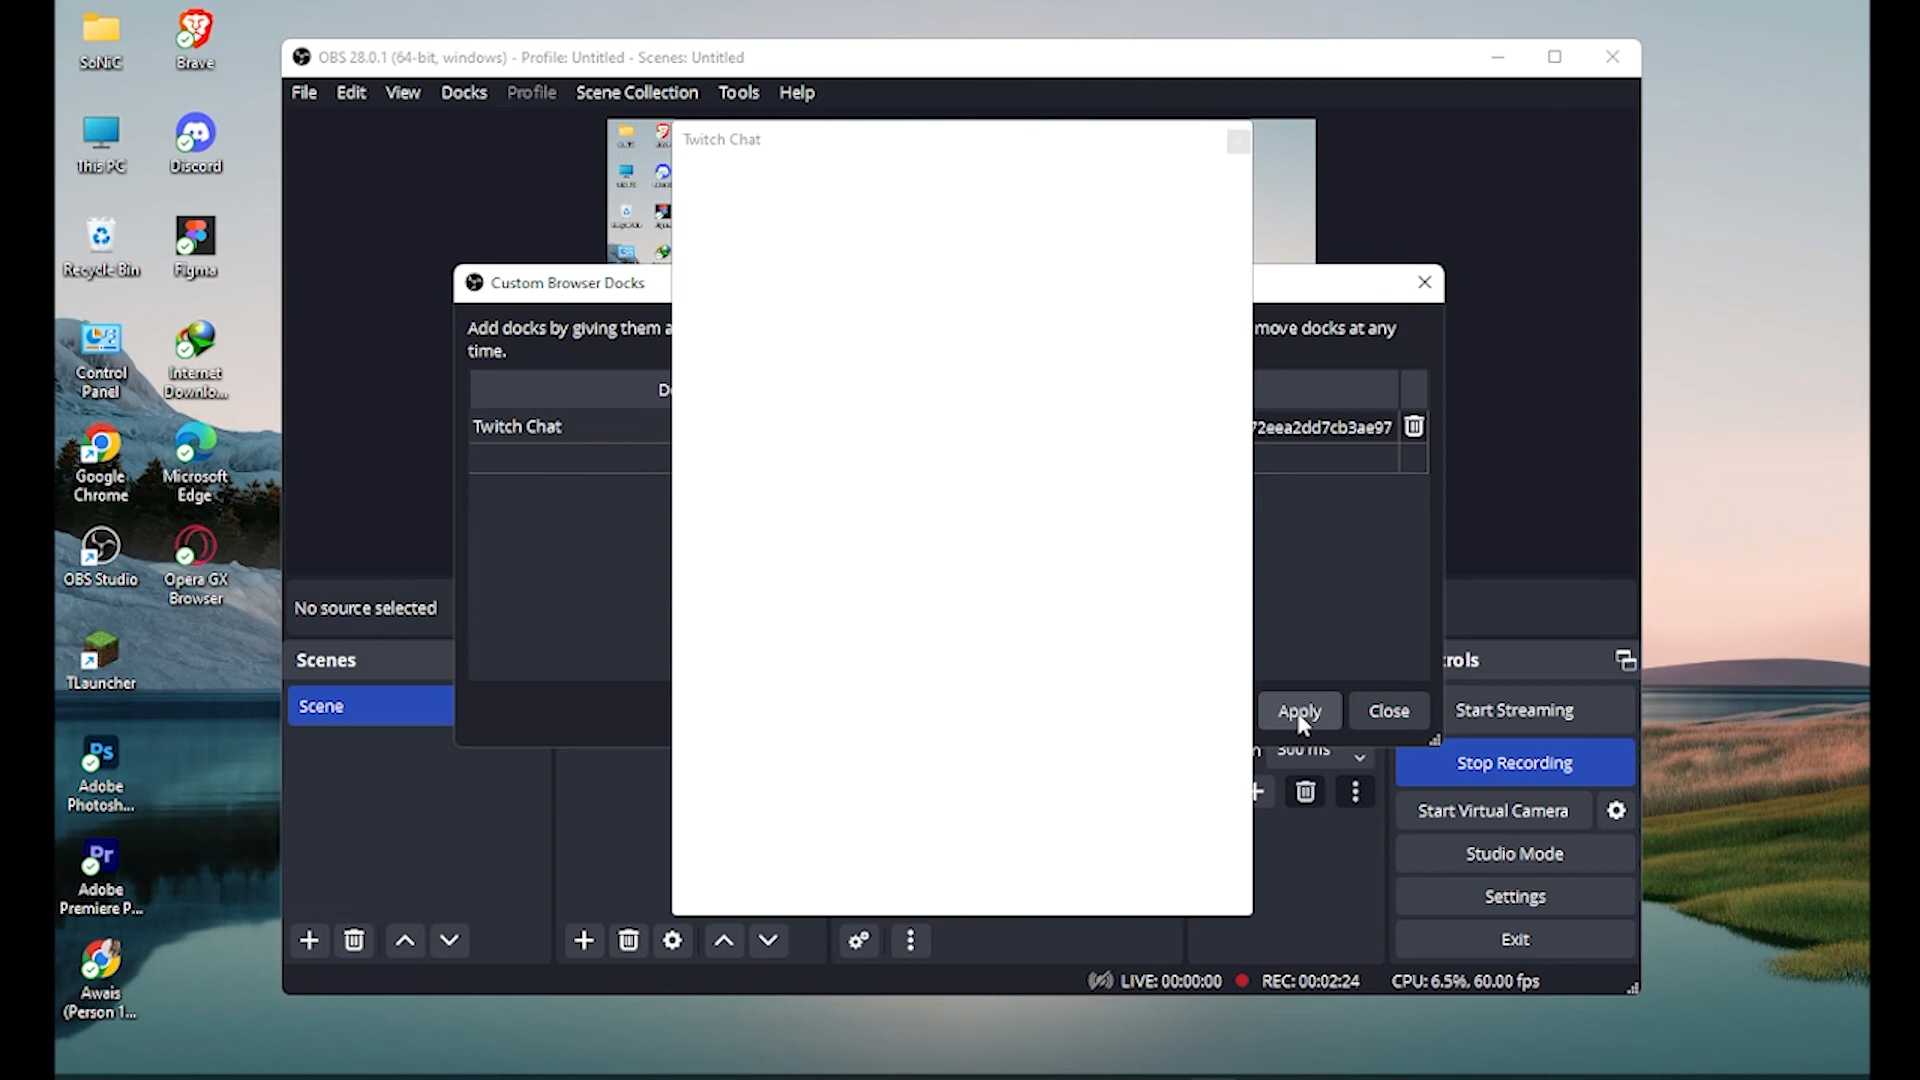 SoNiC
Brave
This PC
Discord
Recycle Bin
Figma
Control
Panel
Internet
Downlo...
Google
Chrome
Microsoft
Edge
OBS Studio
Opera GX
Browser
TLauncher
Ps
Adobe
Photosh...
Pr
Adobe
Premiere P...
Awais
(Person 1...
OBS 28.0.1 (64-bit, windows) - Profile: Untitled - Scenes: Untitled
File Edit View Docks Profile Scene Collection Tools Help
Twitch Chat
Custom Browser Docks
Add docks by giving them a
move docks at any
time.
D
Twitch Chat
72eea2dd7cb3ae97
No source selected
Scenes
Scene
Apply
Close
300 ms
rols
Start Streaming
Stop Recording
Start Virtual Camera
Studio Mode
Settings
Exit
LIVE: 00:00:00 REC: 00:02:24 CPU: 6.5%, 60.00 fps